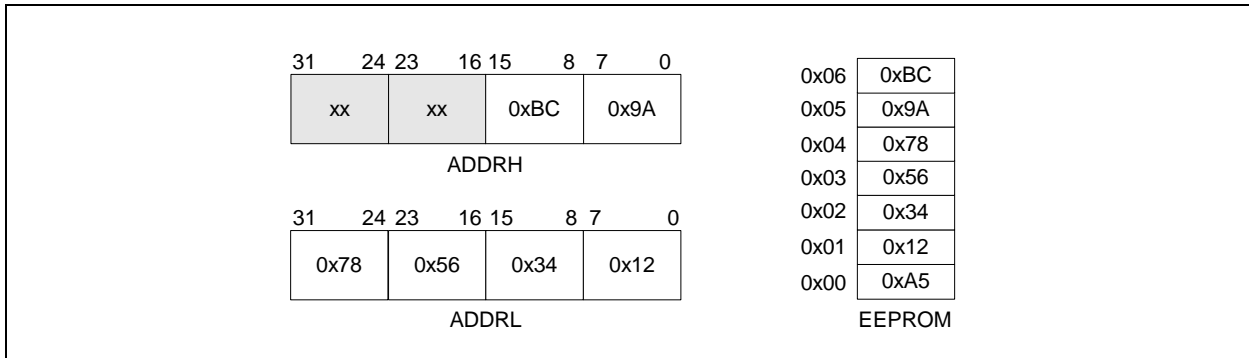 31 24 23 16 15 8 7 0
xx xx 0xBC 0x9A
ADDRH
31 24 23 16 15 8 7 0
0x78 0x56 0x34 0x12
ADDRL
0x06 0xBC
0x05 0x9A
0x04 0x78
0x03 0x56
0x02 0x34
0x01 0x12
0x00 0xA5
EEPROM